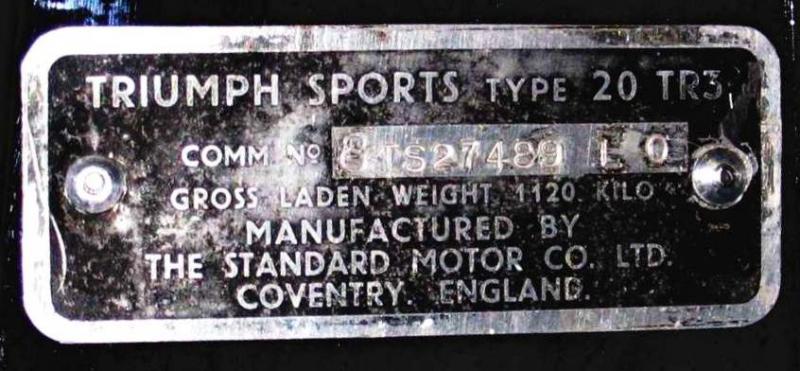 TRIUMPH SPORTS TYPE 20 TR3
COMM. Nº 8 TS27489 L O
GROSS LADEN WEIGHT 1120 KILO
MANUFACTURED BY
THE STANDARD MOTOR CO. LTD.
COVENTRY. ENGLAND.